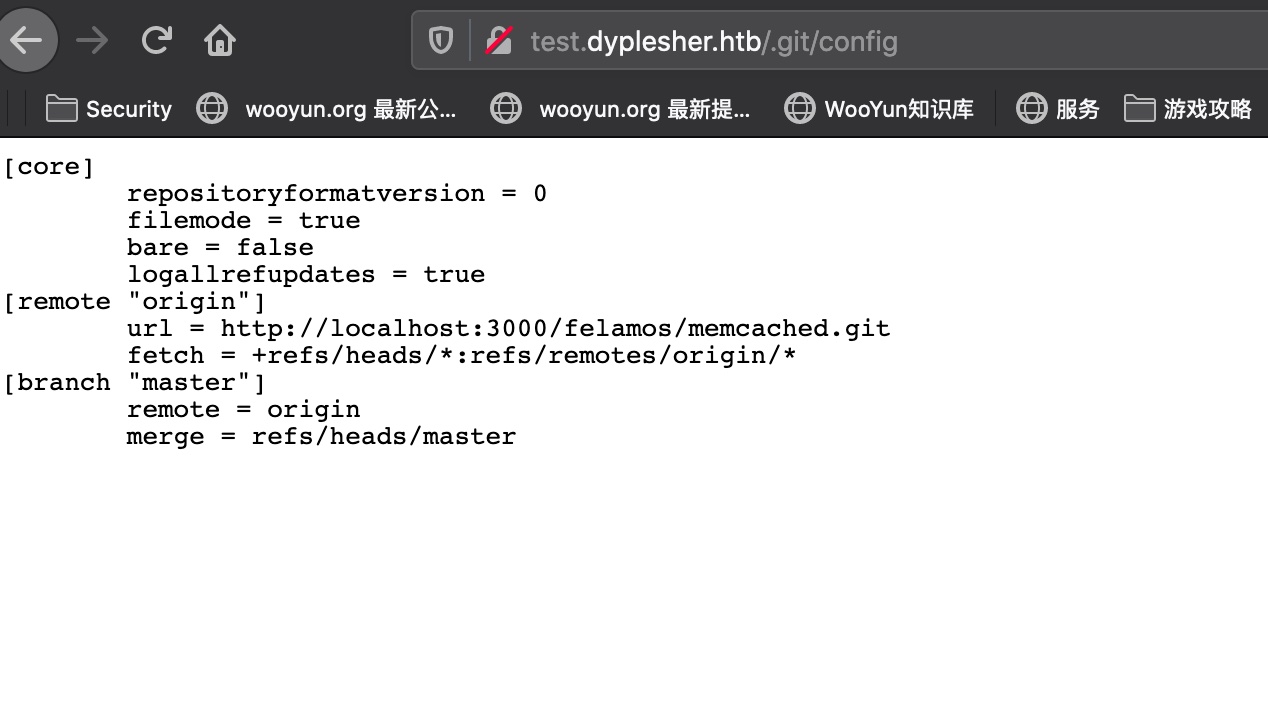 test.dyplesher.htb/.git/config
Security wooyun.org 最新公... wooyun.org 最新提... WooYun知识库 服务 游戏攻略
[core]
repositoryformatversion = 0
filemode = true
bare = false
logallrefupdates = true
[remote "origin"]
url = http://localhost:3000/felamos/memcached.git
fetch = +refs/heads/*:refs/remotes/origin/*
[branch "master"]
remote = origin
merge = refs/heads/master